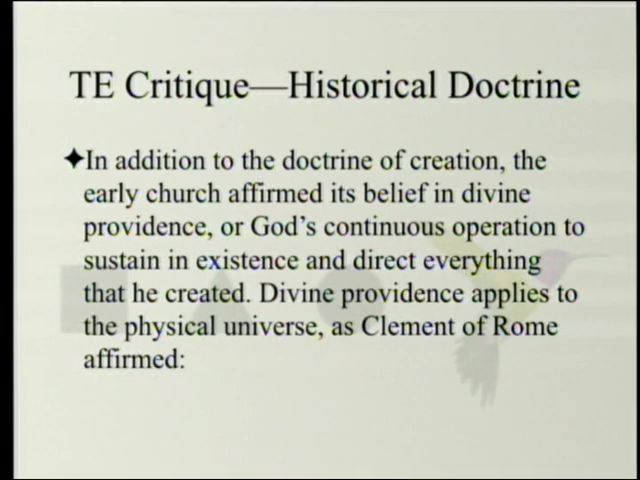 TE Critique—Historical Doctrine
✦In addition to the doctrine of creation, the
early church affirmed its belief in divine
providence, or God’s continuous operation to
sustain in existence and direct everything
that he created. Divine providence applies to
the physical universe, as Clement of Rome
affirmed: